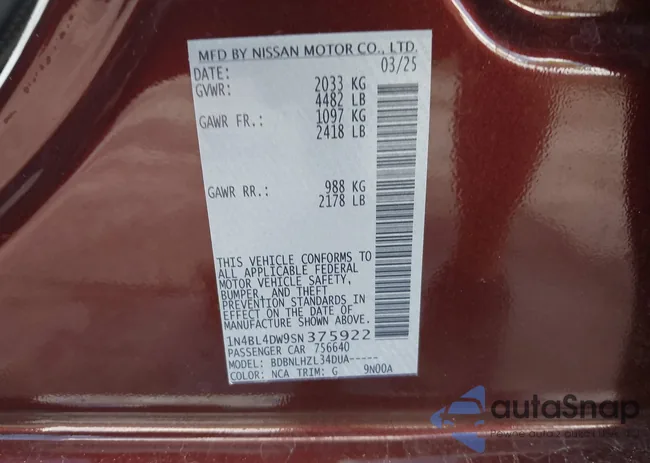 MFD BY NISSAN MOTOR CO., LTD.
DATE: 03/25
GVWR: 2033 KG
4482 LB
GAWR FR.: 1097 KG
2418 LB
GAWR RR.: 988 KG
2178 LB
THIS VEHICLE CONFORMS TO
ALL APPLICABLE FEDERAL
MOTOR VEHICLE SAFETY,
BUMPER, AND THEFT
PREVENTION STANDARDS IN
EFFECT ON THE DATE OF
MANUFACTURE SHOWN ABOVE.
1N4BL4DW9SN375922
PASSENGER CAR 756640
MODEL: BDBNLHZL34DUA-----
COLOR: NCA TRIM: G 9N00A
autaSnap